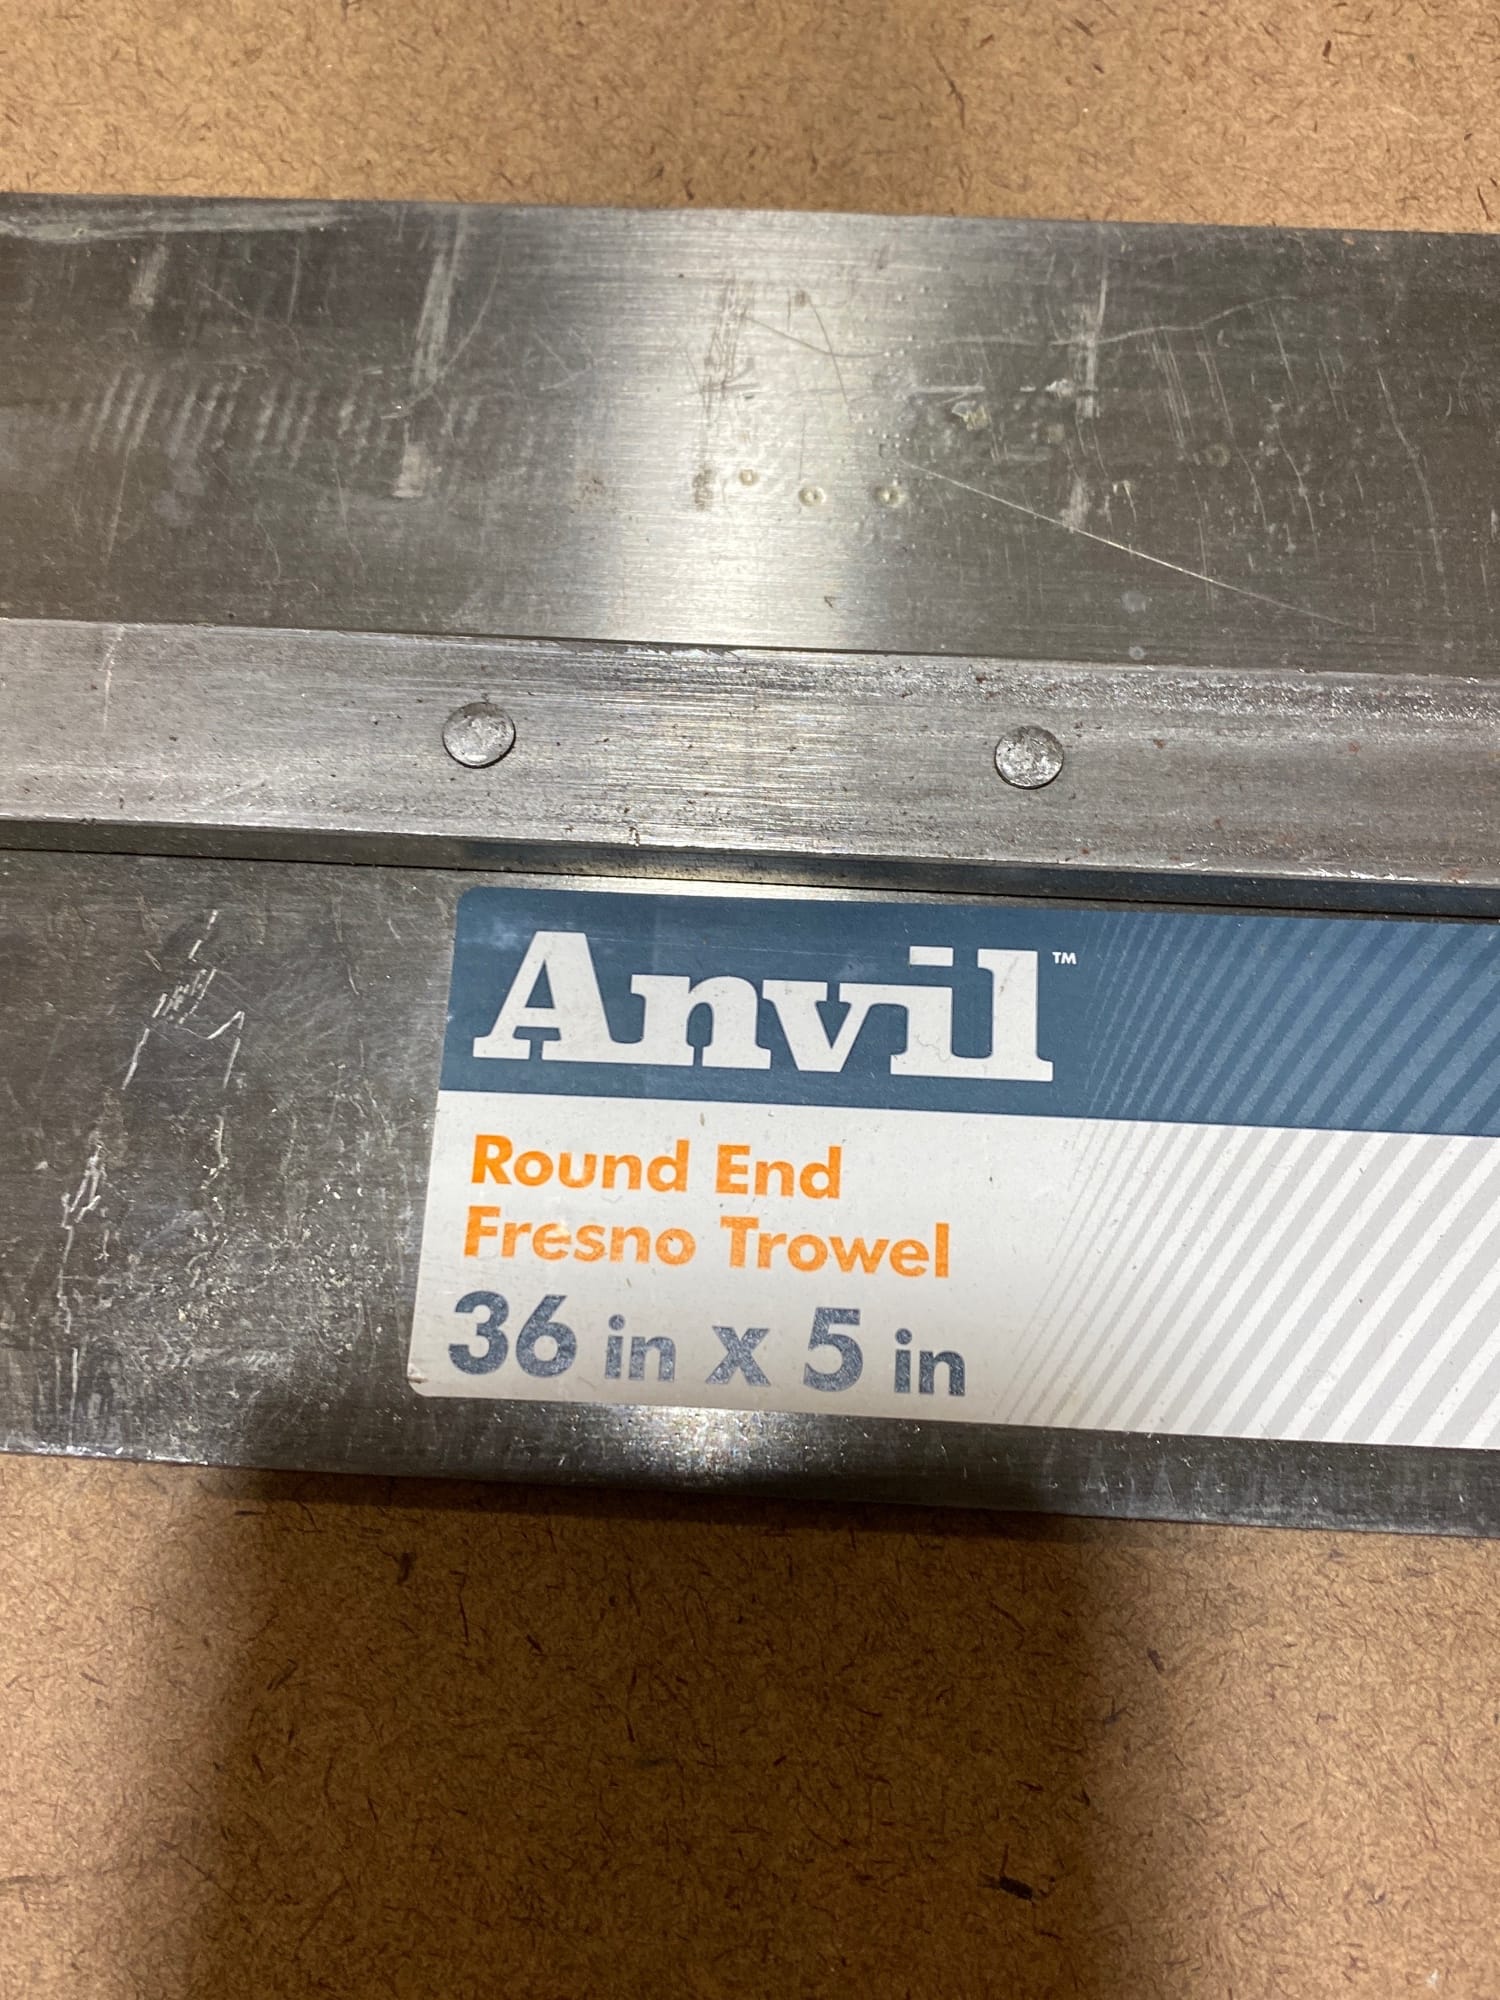 Anvil™
Round End
Fresno Trowel
36 in x 5 in